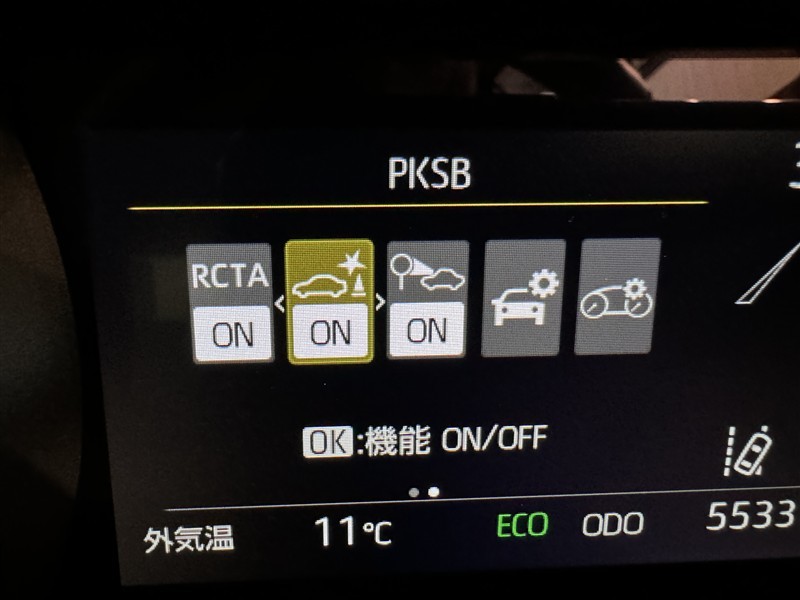 PKSB
RCTA
ON ON ON
OK:機能 ON/OFF
外気温 11℃ ECO ODO 5533